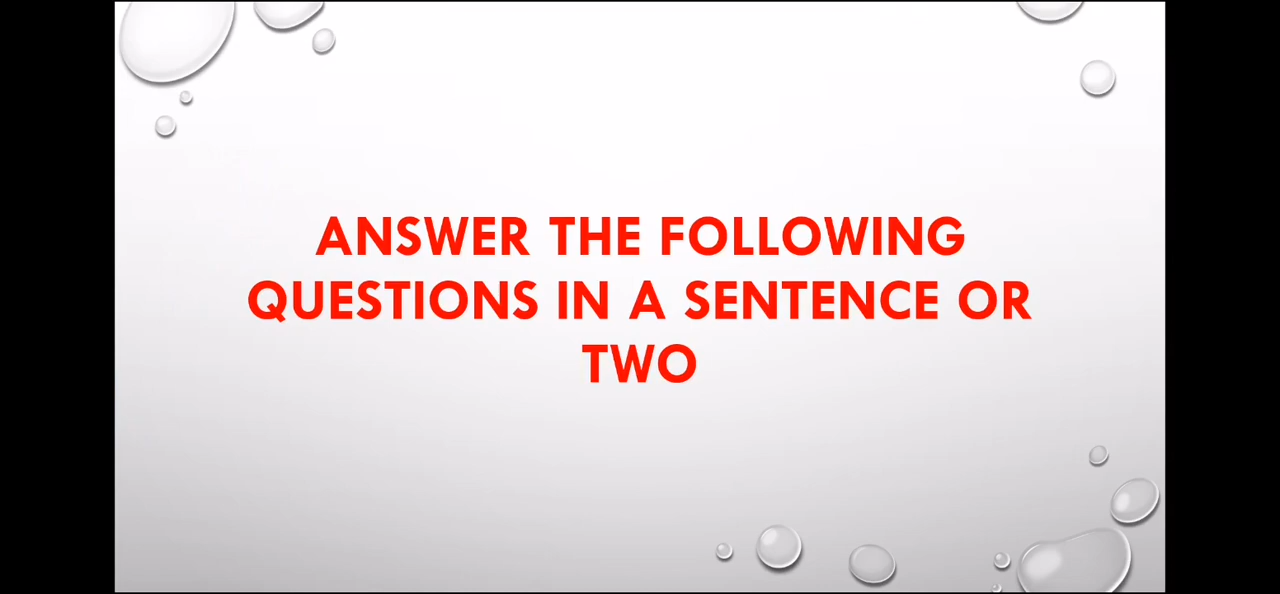 ANSWER THE FOLLOWING
QUESTIONS IN A SENTENCE OR
TWO